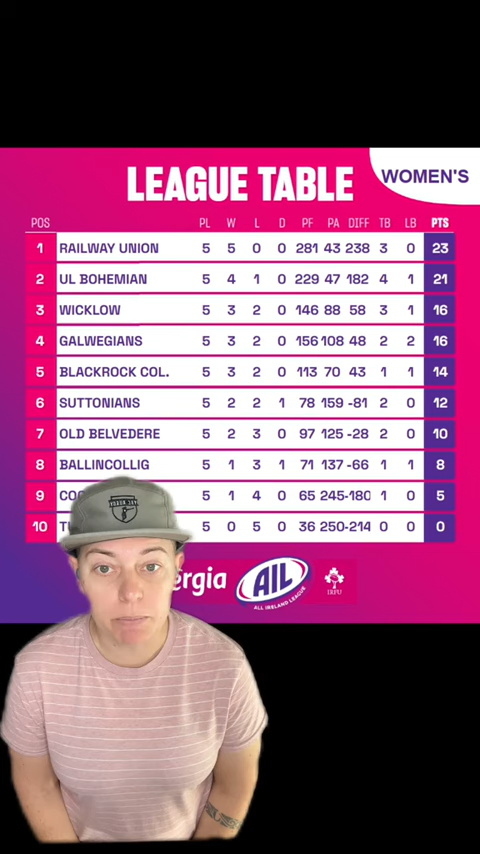 WOMEN'S
LEAGUE TABLE
POS PL W L D PF PA DIFF TB LB PTS
1 RAILWAY UNION 5 5 0 0 281 43 238 3 0 23
2 UL BOHEMIAN 5 4 1 0 229 47 182 4 1 21
3 WICKLOW 5 3 2 0 146 88 58 3 1 16
4 GALWEGIANS 5 3 2 0 156 108 48 2 2 16
5 BLACKROCK COL. 5 3 2 0 113 70 43 1 1 14
6 SUTTONIANS 5 2 2 1 78 159 -81 2 0 12
7 OLD BELVEDERE 5 2 3 0 97 125 -28 2 0 10
8 BALLINCOLLIG 5 1 3 1 71 137 -66 1 1 8
9 5 1 4 0 65 245 -180 1 0 5
10 5 0 5 0 36 250 -214 0 0 0
AIL
ALL IRELAND LEAGUE
IRFU